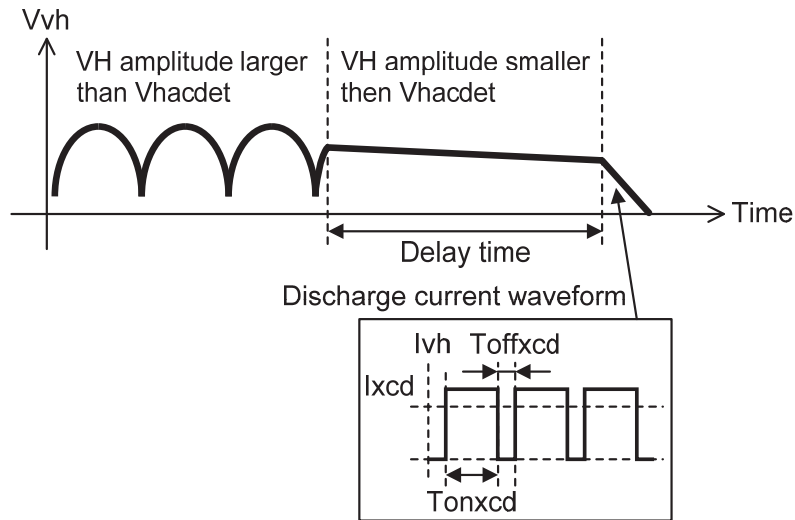 Vvh
VH amplitude larger
than Vhacdet
VH amplitude smaller
then Vhacdet
Time
Delay time
Discharge current waveform
Ivh
Toffxcd
Ixcd
Tonxcd